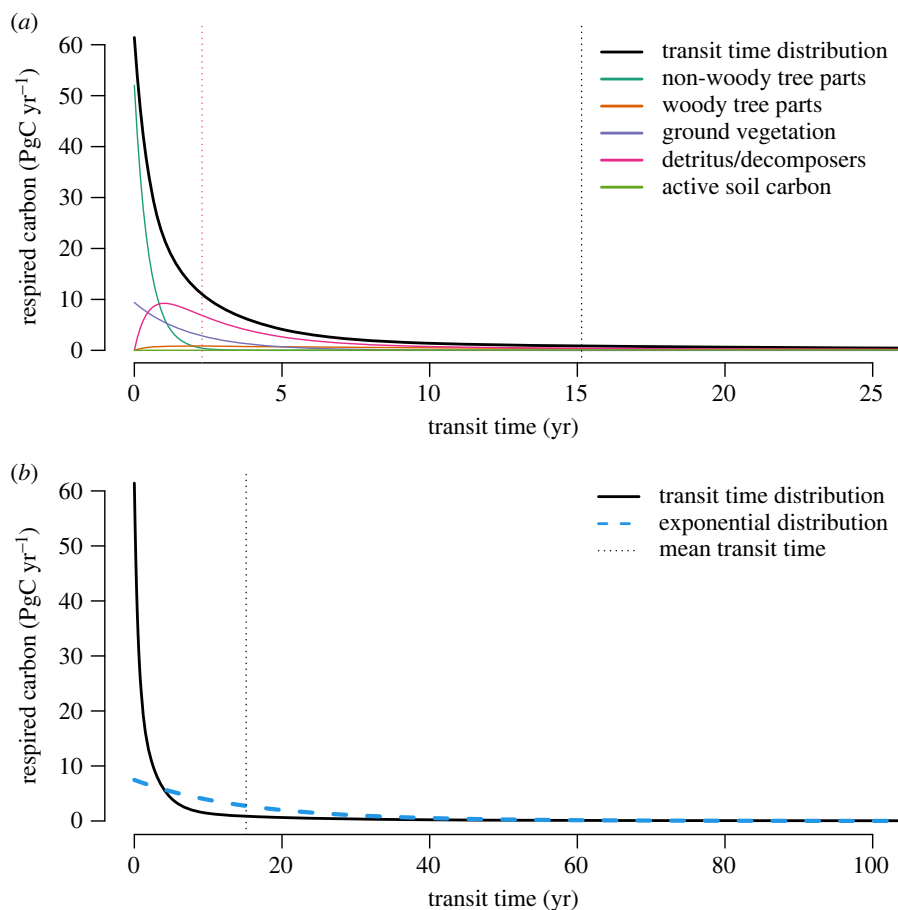 (a)
60
50
40
30
20
10
0
respired carbon (PgC yr⁻¹)
transit time distribution
non-woody tree parts
woody tree parts
ground vegetation
detritus/decomposers
active soil carbon
0 5 10 15 20 25
transit time (yr)
(b)
60
50
40
30
20
10
0
respired carbon (PgC yr⁻¹)
transit time distribution
exponential distribution
mean transit time
0 20 40 60 80 100
transit time (yr)